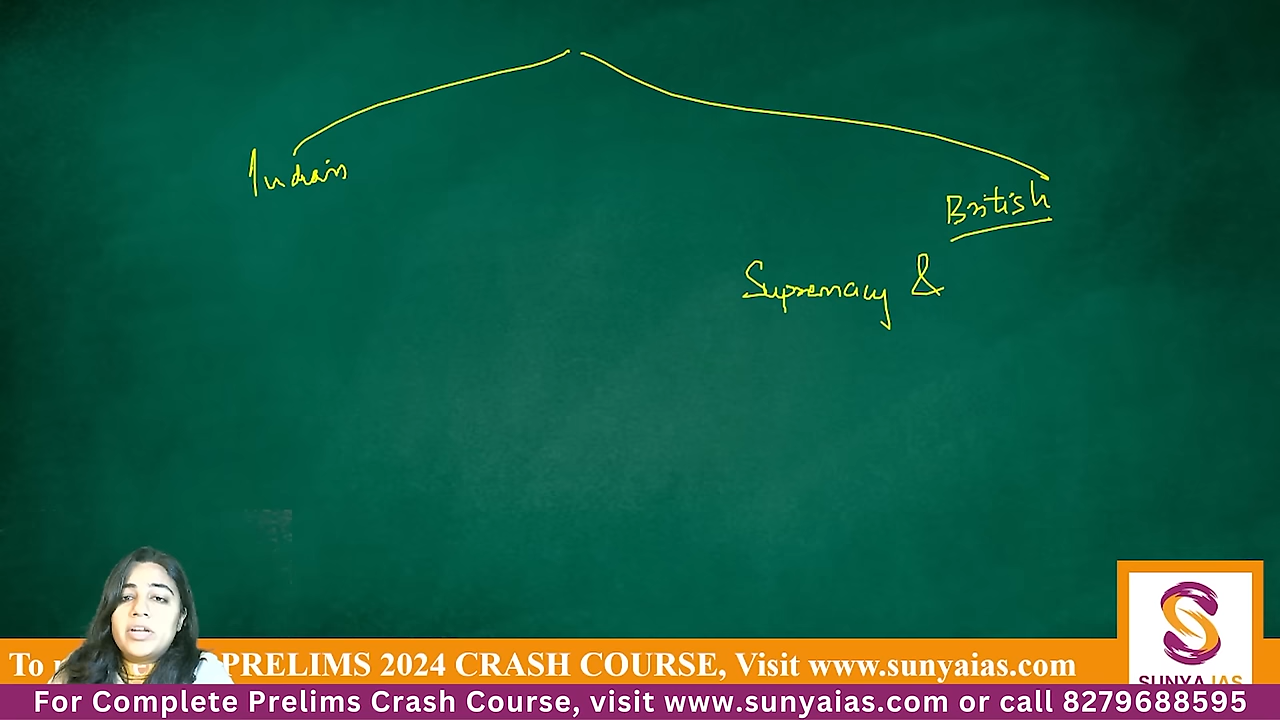 Indian
British
Supremacy &
To PRELIMS 2024 CRASH COURSE, Visit www.sunyaias.com
SUNYA IAS
For Complete Prelims Crash Course, visit www.sunyaias.com or call 8279688595